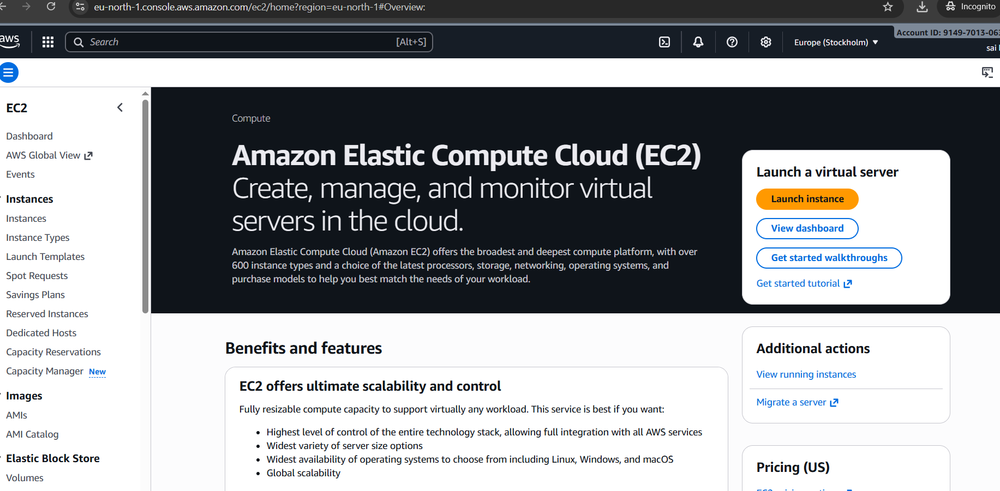 eu-north-1.console.aws.amazon.com/ec2/home?region=eu-north-1#Overview:
Incognito
aws
Search
[Alt+S]
Europe (Stockholm)
Account ID: 9149-7013-063
sai
EC2
Dashboard
AWS Global View
Events
Instances
Instances
Instance Types
Launch Templates
Spot Requests
Savings Plans
Reserved Instances
Dedicated Hosts
Capacity Reservations
Capacity Manager New
Images
AMIs
AMI Catalog
Elastic Block Store
Volumes
Compute
Amazon Elastic Compute Cloud (EC2)
Create, manage, and monitor virtual
servers in the cloud.
Amazon Elastic Compute Cloud (Amazon EC2) offers the broadest and deepest compute platform, with over
600 instance types and a choice of the latest processors, storage, networking, operating systems, and
purchase models to help you best match the needs of your workload.
Launch a virtual server
Launch instance
View dashboard
Get started walkthroughs
Get started tutorial
Benefits and features
EC2 offers ultimate scalability and control
Fully resizable compute capacity to support virtually any workload. This service is best if you want:
• Highest level of control of the entire technology stack, allowing full integration with all AWS services
• Widest variety of server size options
• Widest availability of operating systems to choose from including Linux, Windows, and macOS
• Global scalability
Additional actions
View running instances
Migrate a server
Pricing (US)